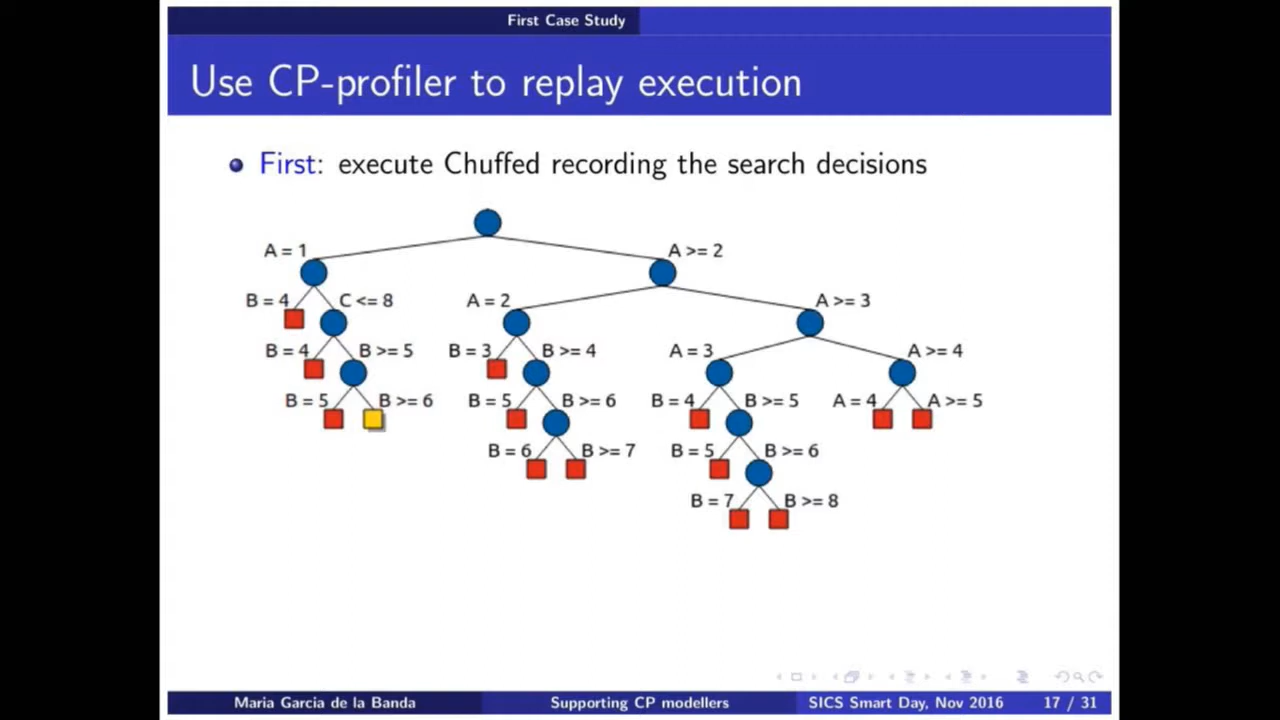 First Case Study
Use CP-profiler to replay execution
First: execute Chuffed recording the search decisions
A = 1
A >= 2
B = 4
C <= 8
A = 2
A >= 3
B = 4
B >= 5
B = 3
B >= 4
A = 3
A >= 4
B = 5
B >= 6
B = 5
B >= 6
B = 4
B >= 5
A = 4
A >= 5
B = 6
B >= 7
B = 5
B >= 6
B = 7
B >= 8
Maria Garcia de la Banda
Supporting CP modellers
SICS Smart Day, Nov 2016
17 / 31